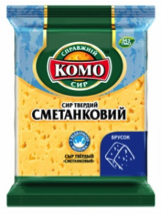 СПРАВЖНІЙ
КОМО
СИР
СИР ТВЕРДИЙ
СМЕТАНКОВИЙ
БРУСОК
СЫР ТВЁРДЫЙ
«СМЕТАНКОВЫЙ»